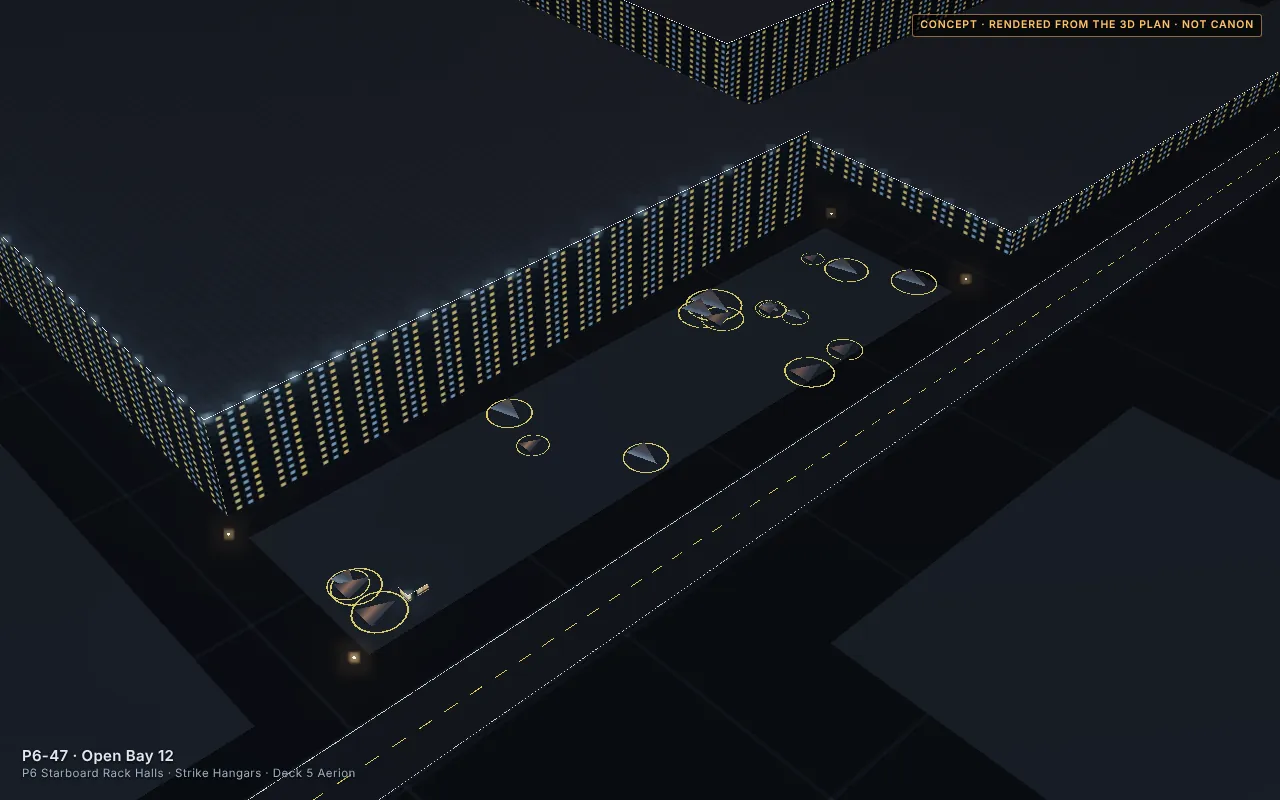 CONCEPT · RENDERED FROM THE 3D PLAN · NOT CANON
P6-47 · Open Bay 12
P6 Starboard Rack Halls · Strike Hangars · Deck 5 Aerion